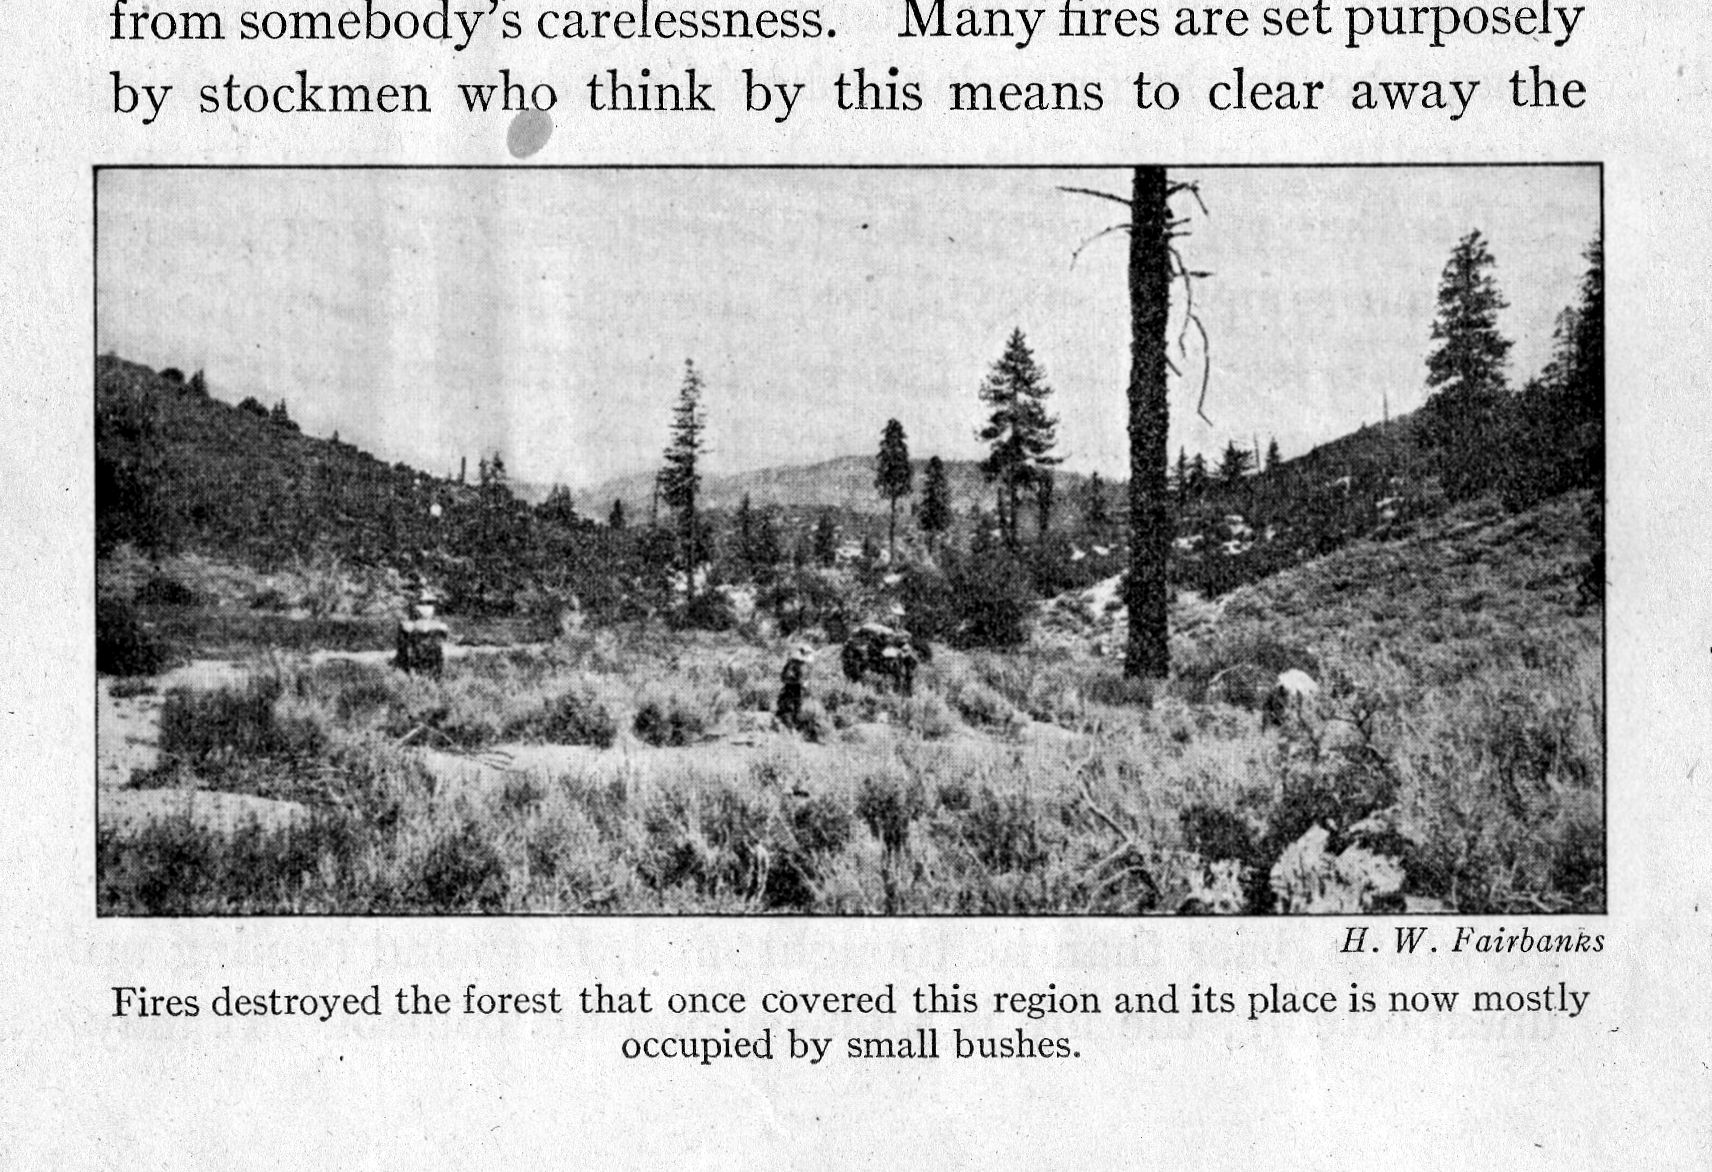 from somebody's carelessness. Many fires are set purposely
by stockmen who think by this means to clear away the
H. W. Fairbanks
Fires destroyed the forest that once covered this region and its place is now mostly
occupied by small bushes.